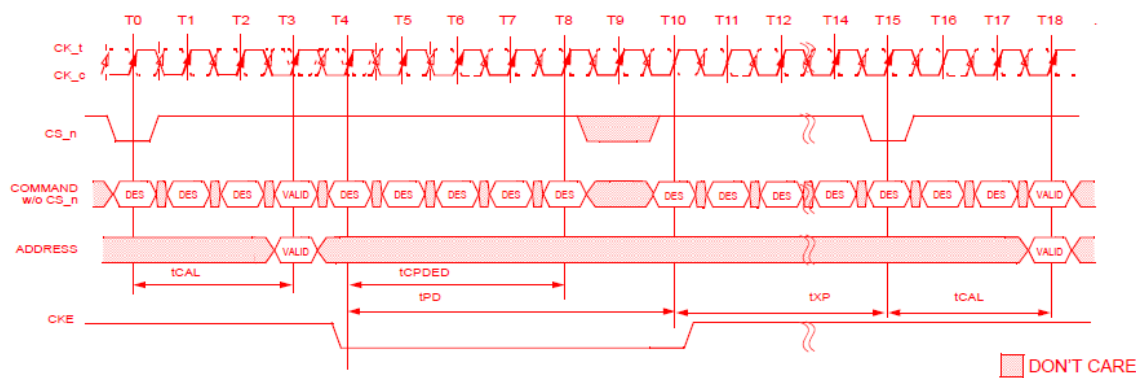 T0 T1 T2 T3 T4 T5 T6 T7 T8 T9 T10 T11 T12 T14 T15 T16 T17 T18
CK_t
CK_c
CS_n
COMMAND
w/o CS_n
DES DES DES VALID DES DES DES DES DES DES DES DES DES DES DES DES VALID
ADDRESS
VALID VALID
tCAL tCPDED
tPD tXP tCAL
CKE
DON'T CARE